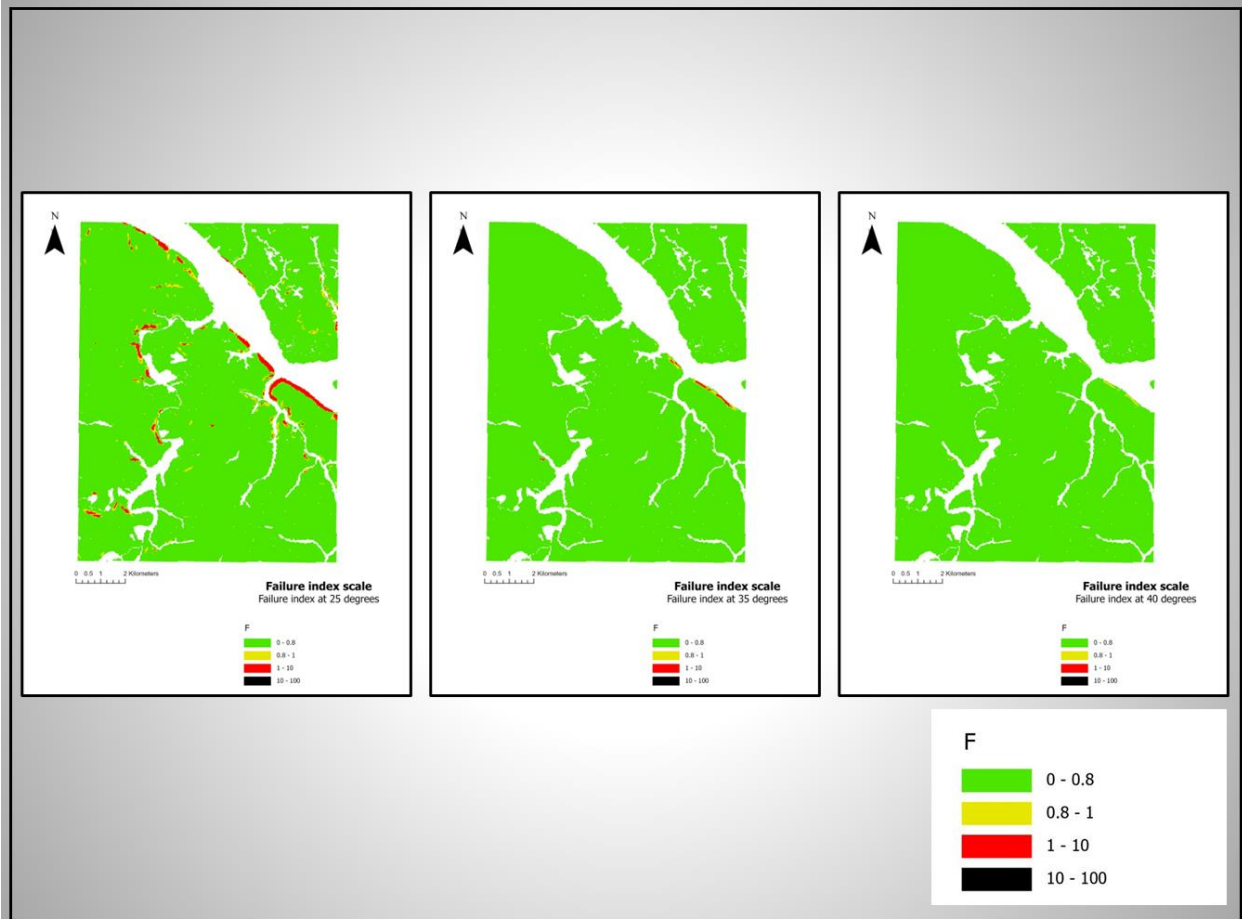 N
0 0.5 1 2 Kilometers
Failure index scale
Failure index at 25 degrees
F
0 - 0.8
0.8 - 1
1 - 10
10 - 100
N
0 0.5 1 2 Kilometers
Failure index scale
Failure index at 35 degrees
F
0 - 0.8
0.8 - 1
1 - 10
10 - 100
N
0 0.5 1 2 Kilometers
Failure index scale
Failure index at 40 degrees
F
0 - 0.8
0.8 - 1
1 - 10
10 - 100
F
0 - 0.8
0.8 - 1
1 - 10
10 - 100